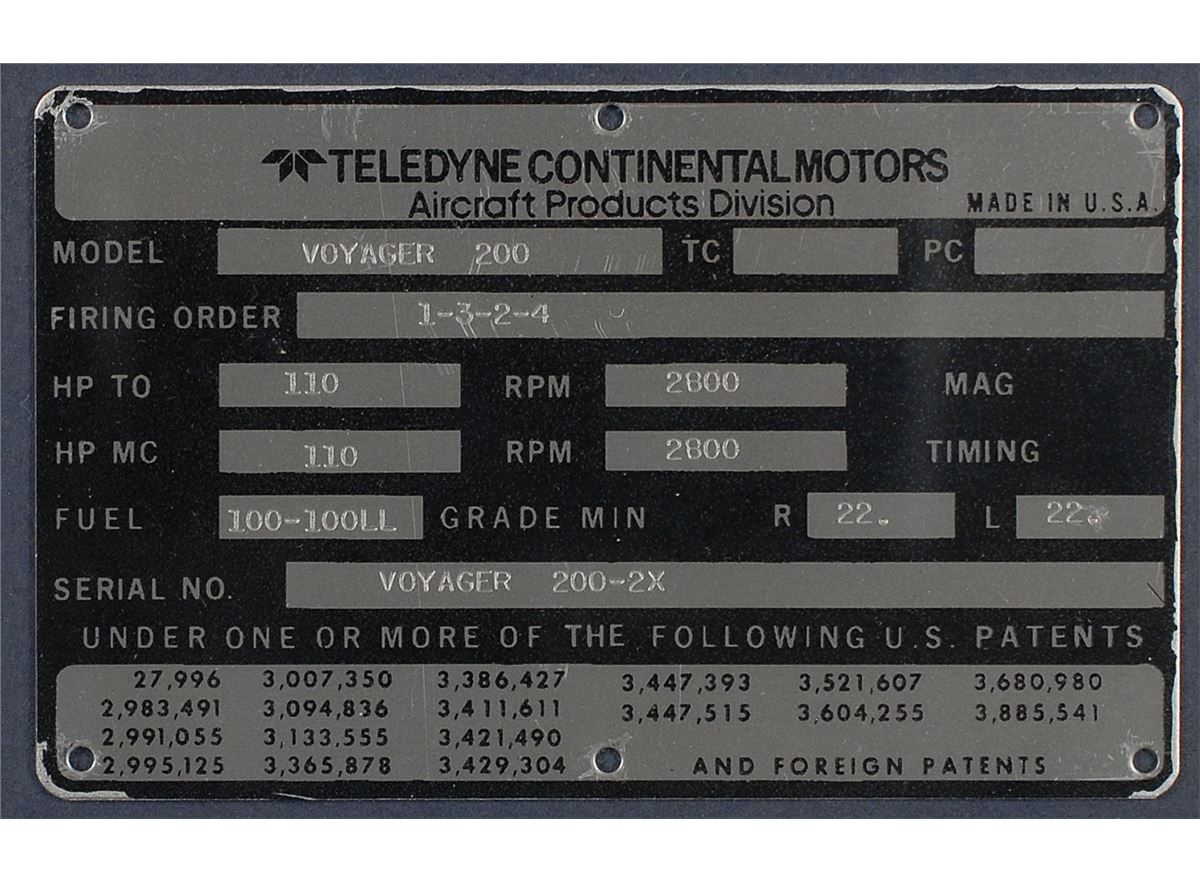 TELEDYNE CONTINENTAL MOTORS
Aircraft Products Division
MADE IN U.S.A.
MODEL VOYAGER 200 TC PC
FIRING ORDER 1-3-2-4
HP TO 110 RPM 2800 MAG
HP MC 110 RPM 2800 TIMING
FUEL 100-100LL GRADE MIN R 22. L 22.
SERIAL NO. VOYAGER 200-2X
UNDER ONE OR MORE OF THE FOLLOWING U.S. PATENTS
27,996 3,007,350 3,386,427 3,447,393 3,521,607 3,680,980
2,983,491 3,094,836 3,411,611 3,447,515 3,604,255 3,885,541
2,991,055 3,133,555 3,421,490
2,995,125 3,365,878 3,429,304 AND FOREIGN PATENTS